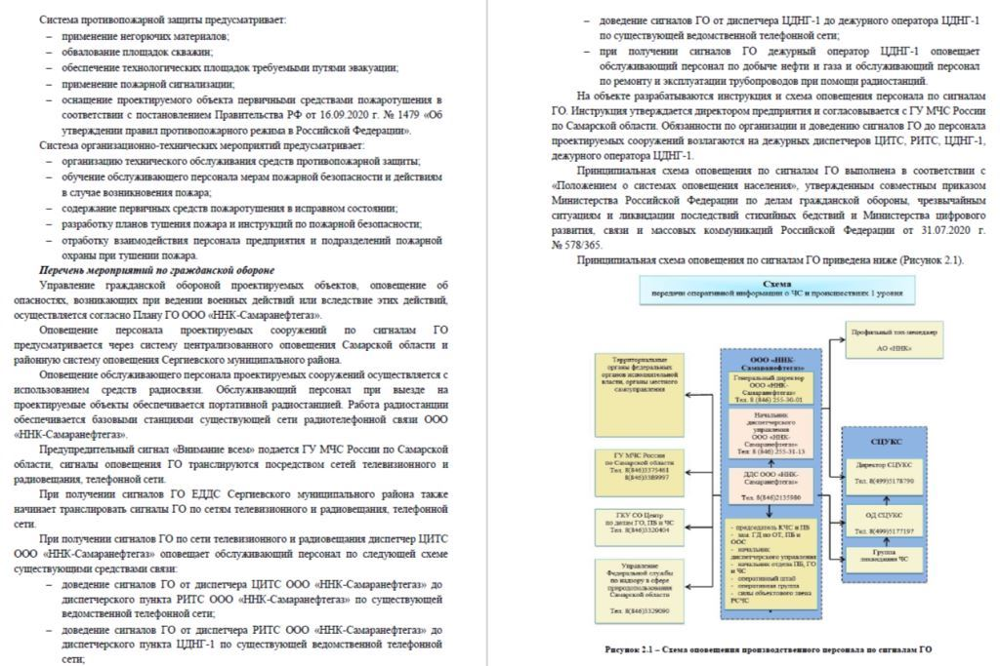 Система противопожарной защиты предусматривает:
– применение негорючих материалов;
– обвалование площадок скважин;
– обеспечение технологических площадок требуемыми путями эвакуации;
– применение пожарной сигнализации;
– оснащение проектируемого объекта первичными средствами пожаротушения в
соответствии с постановлением Правительства РФ от 16.09.2020 г. № 1479 «Об
утверждении правил противопожарного режима в Российской Федерации».
Система организационно-технических мероприятий предусматривает:
– организацию технического обслуживания средств противопожарной защиты;
– обучение обслуживающего персонала мерам пожарной безопасности и действиям
в случае возникновения пожара;
– содержание первичных средств пожаротушения в исправном состоянии;
– разработку планов тушения пожара и инструкций по пожарной безопасности;
– отработку взаимодействия персонала предприятия и подразделений пожарной
охраны при тушении пожара.
Перечень мероприятий по гражданской обороне
Управление гражданской обороной проектируемых объектов, оповещение об
опасностях, возникающих при ведении военных действий или вследствие этих действий,
осуществляется согласно Плану ГО ООО «ННК-Самаранефтегаз».
Оповещение персонала проектируемых сооружений по сигналам ГО
предусматривается через систему централизованного оповещения Самарской области и
районную систему оповещения Сергиевского муниципального района.
Оповещение обслуживающего персонала проектируемых сооружений осуществляется с
использованием средств радиосвязи. Обслуживающий персонал при выезде на
проектируемые объекты обеспечивается портативной радиостанцией. Работа радиостанции
обеспечивается базовыми станциями существующей сети радиотелефонной связи ООО
«ННК-Самаранефтегаз».
Предупредительный сигнал «Внимание всем» подается ГУ МЧС России по Самарской
области, сигналы оповещения ГО транслируются посредством сетей телевизионного и
радиовещания, телефонной сети.
При получении сигналов ГО ЕДДС Сергиевского муниципального района также
начинает транслировать сигналы ГО по сетям телевизионного и радиовещания, телефонной
сети.
При получении сигналов ГО по сети телевизионного и радиовещания диспетчер ЦИТС
ООО «ННК-Самаранефтегаз» оповещает обслуживающий персонал по следующей схеме
существующими средствами связи:
– доведение сигналов ГО от диспетчера ЦИТС ООО «ННК-Самаранефтегаз» до
диспетчерского пункта РИТС ООО «ННК-Самаранефтегаз» по существующей
ведомственной телефонной сети;
– доведение сигналов ГО от диспетчера РИТС ООО «ННК-Самаранефтегаз» до
диспетчерского пункта ЦДНГ-1 по существующей ведомственной телефонной
сети;
– доведение сигналов ГО от диспетчера ЦДНГ-1 до дежурного оператора ЦДНГ-1
по существующей ведомственной телефонной сети;
– при получении сигналов ГО дежурный оператор ЦДНГ-1 оповещает
обслуживающий персонал по добыче нефти и газа и обслуживающий персонал
по ремонту и эксплуатации трубопроводов при помощи радиостанций.
На объекте разрабатываются инструкция и схема оповещения персонала по сигналам
ГО. Инструкция утверждается директором предприятия и согласовывается с ГУ МЧС России
по Самарской области. Обязанности по организации и доведению сигналов ГО до персонала
проектируемых сооружений возлагаются на дежурных диспетчеров ЦИТС, РИТС, ЦДНГ-1,
дежурного оператора ЦДНГ-1.
Принципиальная схема оповещения по сигналам ГО выполнена в соответствии с
«Положением о системах оповещения населения», утвержденным совместным приказом
Министерства Российской Федерации по делам гражданской обороны, чрезвычайным
ситуациям и ликвидации последствий стихийных бедствий и Министерства цифрового
развития, связи и массовых коммуникаций Российской Федерации от 31.07.2020 г.
№ 578/365.
Принципиальная схема оповещения по сигналам ГО приведена ниже (Рисунок 2.1).
Схема
передачи оперативной информации о ЧС и происшествиях 1 уровня
Территориальные
органы федеральных
органов исполнительной
власти, органы местного
самоуправления
ГУ МЧС России
по Самарской области
Тел. 8(846)3375461
8(846)3389997
ГКУ СО Центр
по делам ГО, ПБ и ЧС
Тел. 8(846)3320404
Управление
Федеральной службы
по надзору в сфере
природопользования
Самарской области
Тел. 8(846)3329090
ООО «ННК-
Самаранефтегаз»
Генеральный директор
ООО «ННК-
Самаранефтегаз»
Тел. 8 (846) 255-30-01
Начальник
диспетчерского
управления
ООО «ННК-
Самаранефтегаз»
Тел: 8 (846) 255-31-13
ДДС ООО «ННК-
Самаранефтегаз»
Тел. 8(846)2135980
- председатель КЧС и ПБ
- зам. ГД по ОТ, ПБ и
ООС
- начальник
диспетчерского управления
- начальник отдела ПБ, ГО
и ЧС
- оперативный штаб
- оперативная группа
- силы объектового звена
РСЧС
Профильный топ-менеджер
АО «ННК»
СЦУКС
Директор СЦУКС
Тел. 8(499)5178790
ОД СЦУКС
Тел. 8(499)5177197
Группа
ликвидации ЧС
Рисунок 2.1 – Схема оповещения производственного персонала по сигналам ГО